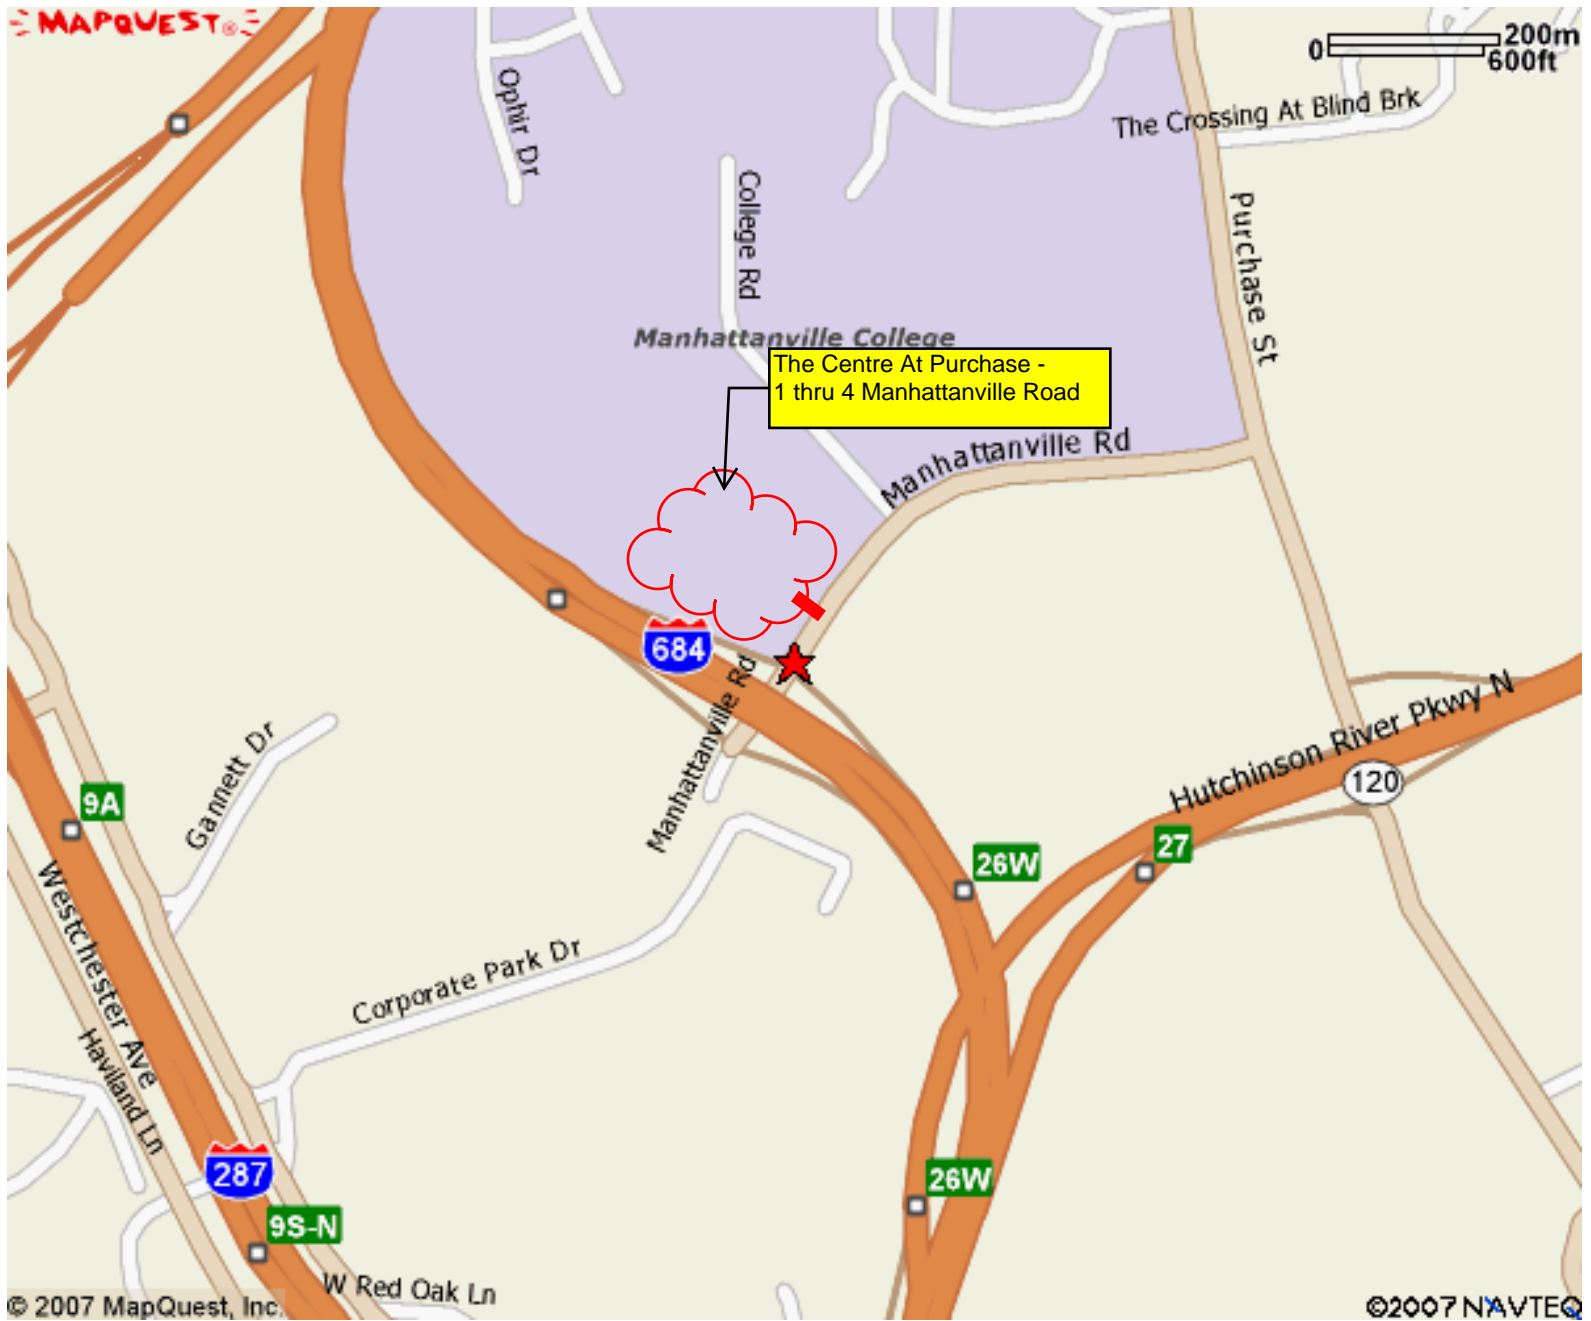 MAPQUEST®
0 200m
600ft
Ophir Dr
The Crossing At Blind Brk
College Rd
Purchase St
Manhattanville College
The Centre At Purchase -
1 thru 4 Manhattanville Road
Manhattanville Rd
684
Manhattanville Rd
Hutchinson River Pkwy N
120
Gannett Dr
9A
27
26W
Westchester Ave
Corporate Park Dr
Haviland Ln
287
26W
9S-N
W Red Oak Ln
© 2007 MapQuest, Inc.
©2007 NAVTEQ